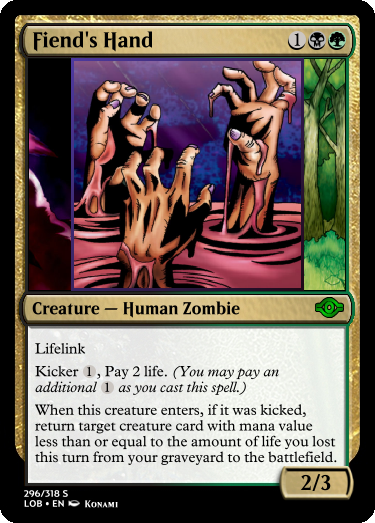 Fiend's Hand 1
Creature — Human Zombie
Lifelink
Kicker 1, Pay 2 life. (You may pay an
additional 1 as you cast this spell.)
When this creature enters, if it was kicked,
return target creature card with mana value
less than or equal to the amount of life you lost
this turn from your graveyard to the battlefield.
2/3
296/318 S
LOB • EN Konami